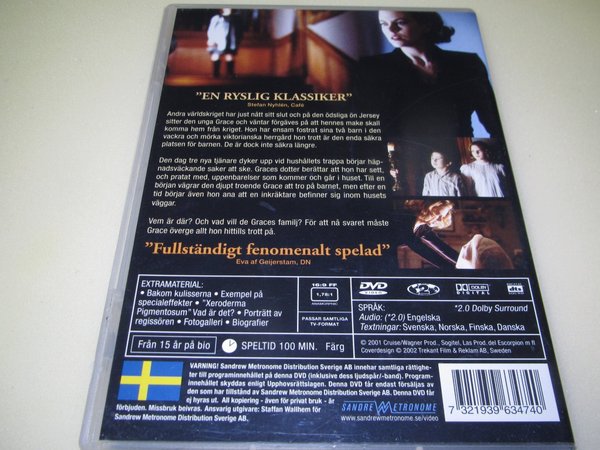 ”EN RYSLIG KLASSIKER”
Stefan Nyhlén, Café
Andra världskriget har just nått sitt slut och på den ödsliga ön Jersey
sitter den unga Grace och väntar förgäves på att hennes make skall
komma hem från kriget. Hon har ensam fostrat sina två barn i den
vackra och mörka viktorianska herrgård hon trott är den enda säkra
platsen för barnen. De är dock inte säkra längre.
Den dag tre nya tjänare dyker upp vid hushållets trappa börjar häp-
nadsväckande saker att ske. Graces dotter berättar att hon har sett,
och pratat med, uppenbarelser som kommer och går i huset. Till en
början vägrar den djupt troende Grace att tro på barnet, men efter en
tid börjar även hon ana att en inkräktare befinner sig inom husets
väggar.
Vem är där? Och vad vill de Graces familj? För att nå svaret måste
Grace överge allt hon hittills trott på.
”Fullständigt fenomenalt spelad”
Eva af Geijerstam, DN
EXTRAMATERIAL:
• Bakom kulisserna • Exempel på
specialeffekter • ”Xeroderma
Pigmentosum” Vad är det? • Porträtt av
regissören • Fotogalleri • Biografier
16:9 FF
1,78:1
ANAMORPHIC
PASSAR SAMTLIGA
TV-FORMAT
DVD
VIDEO
DOLBY
DIGITAL
dts
SPRÅK: *2.0 Dolby Surround
Audio: (*2.0) Engelska
Textningar: Svenska, Norska, Finska, Danska
Från 15 år på bio
SPELTID 100 MIN. Färg
© 2001 Cruise/Wagner Prod., Sogitel, Las Prod. del Escorpion m fl
Coverdesign © 2002 Trekant Film & Reklam AB, Sweden
VARNING! Sandrew Metronome Distribution Sverige AB innehar samtliga rättighe-
ter till programinnehållet på denna DVD (inklusive dess ljudspår/-band). Program-
innehållet skyddas enligt Upphovsrättslagen. Denna DVD får endast försäljas av
den som har tillstånd av Sandrew Metronome Distribution Sverige AB. Denna DVD får
ej hyras ut. All kopiering - även för privat bruk - är
förbjuden. Missbruk beivras. Ansvarig utgivare: Staffan Wallhem för
Sandrew Metronome Distribution Sverige AB.
SANDREW METRONOME
www.sandrewmetronome.se/video
7 321939 634740